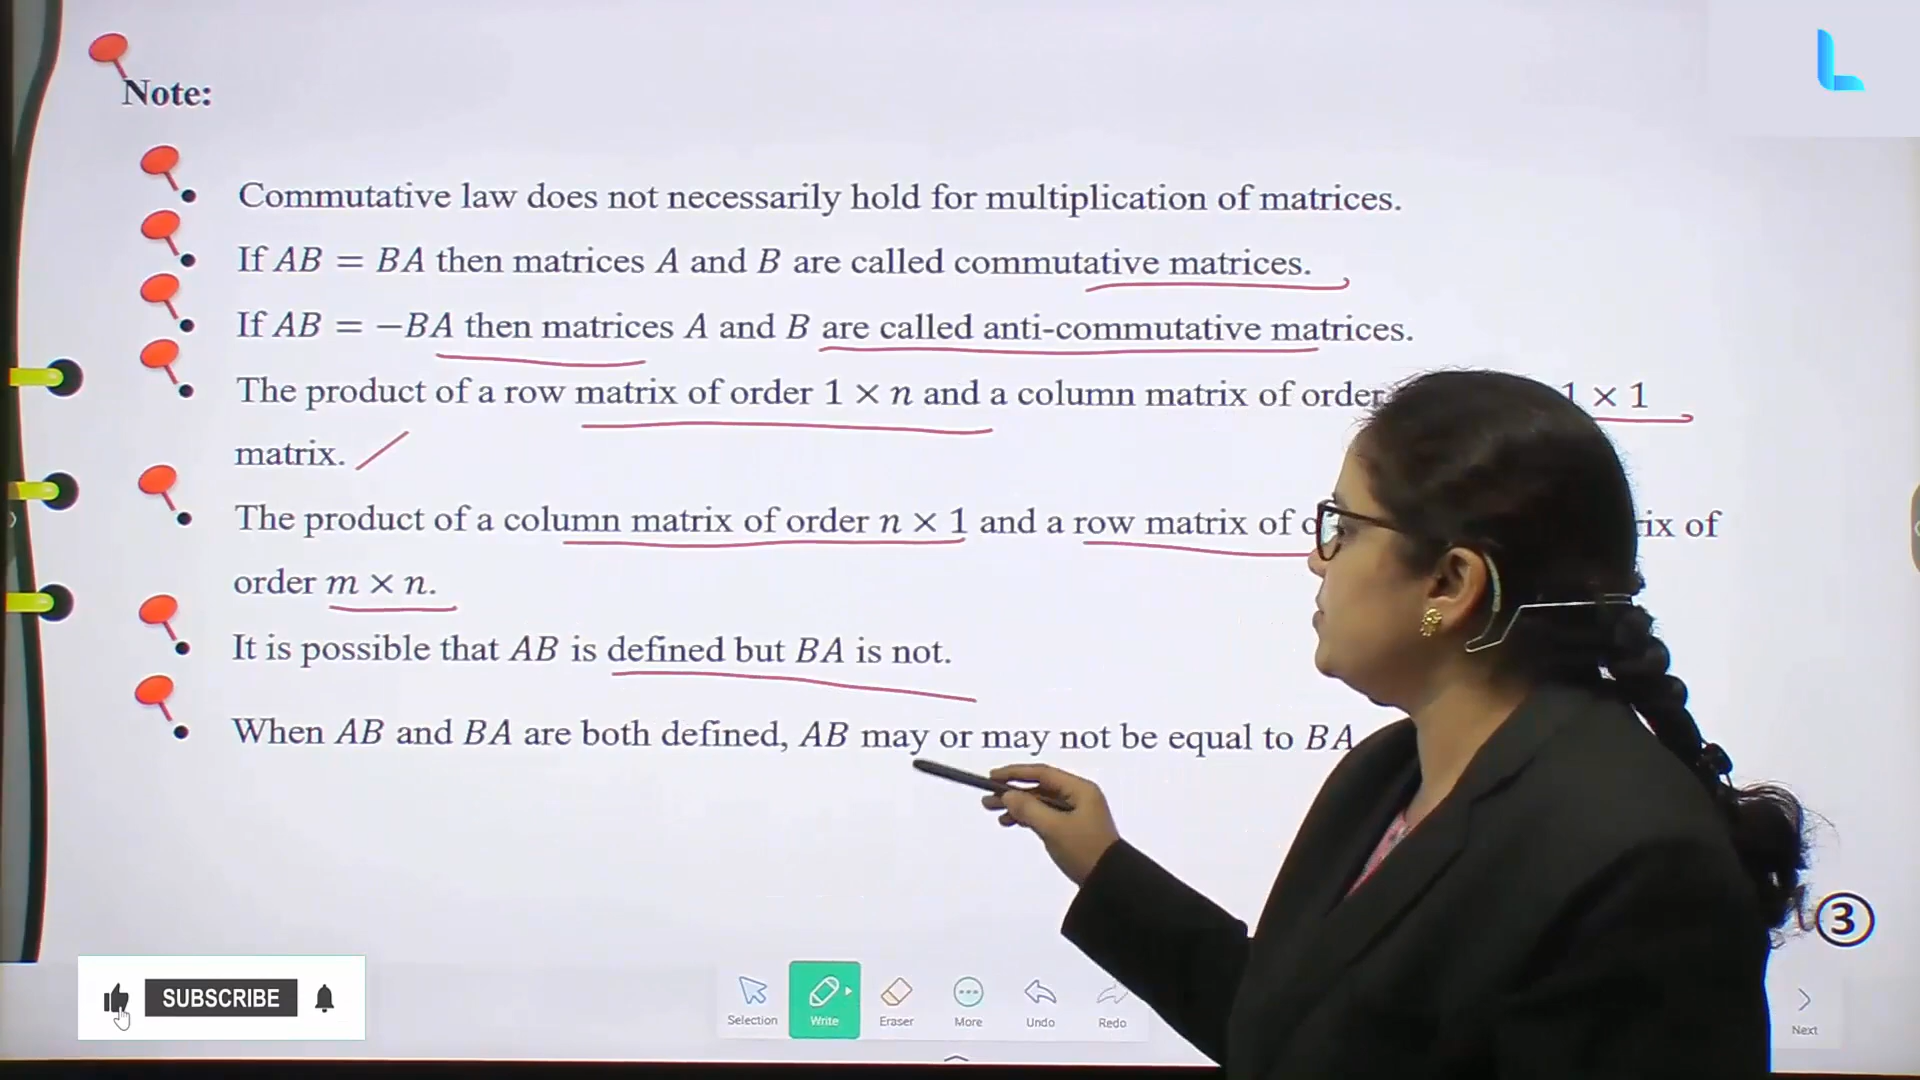 Note:
Commutative law does not necessarily hold for multiplication of matrices.
If AB = BA then matrices A and B are called commutative matrices.
If AB = −BA then matrices A and B are called anti-commutative matrices.
The product of a row matrix of order 1 × n and a column matrix of order 1 × 1
matrix.
The product of a column matrix of order n × 1 and a row matrix of of
order m × n.
It is possible that AB is defined but BA is not.
When AB and BA are both defined, AB may or may not be equal to BA
3
SUBSCRIBE
Selection Write Eraser More Undo Redo Next